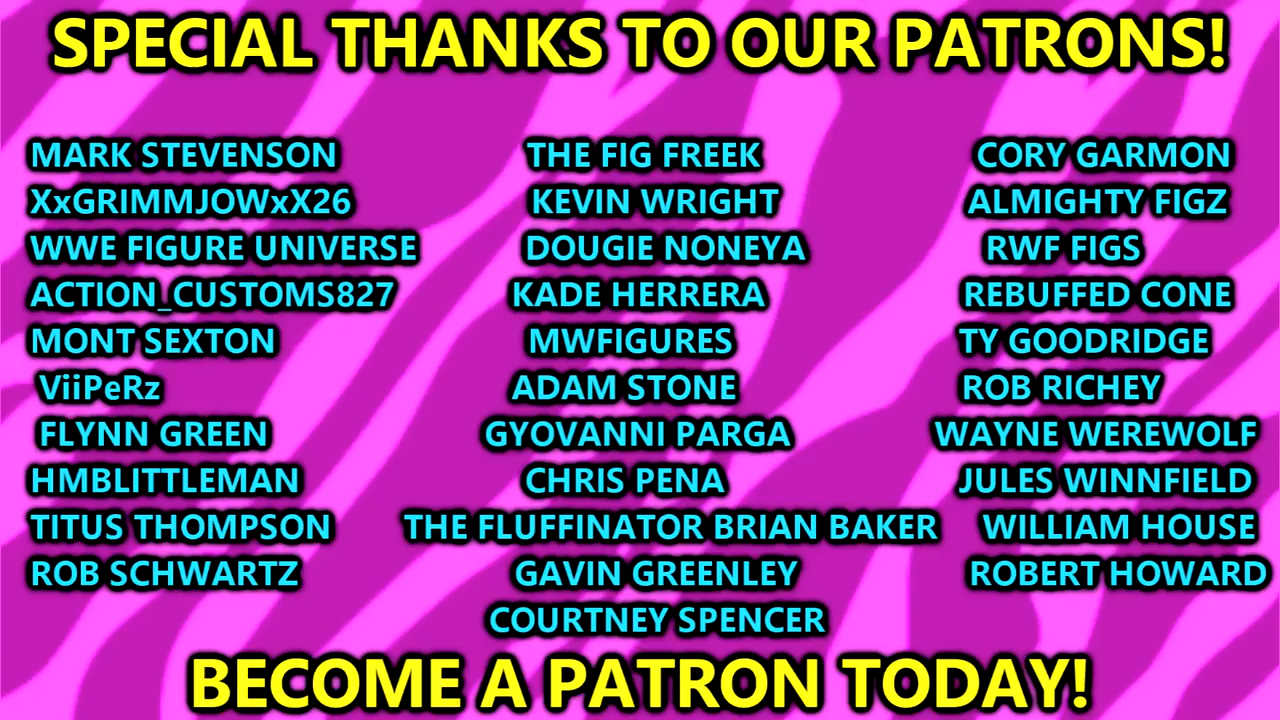 SPECIAL THANKS TO OUR PATRONS!
MARK STEVENSON THE FIG FREEK CORY GARMON
XxGRIMMJOWxX26 KEVIN WRIGHT ALMIGHTY FIGZ
WWE FIGURE UNIVERSE DOUGIE NONEYA RWF FIGS
ACTION_CUSTOMS827 KADE HERRERA REBUFFED CONE
MONT SEXTON MWFIGURES TY GOODRIDGE
ViiPeRz ADAM STONE ROB RICHEY
FLYNN GREEN GYOVANNI PARGA WAYNE WEREWOLF
HMBLITTLEMAN CHRIS PENA JULES WINNFIELD
TITUS THOMPSON THE FLUFFINATOR BRIAN BAKER WILLIAM HOUSE
ROB SCHWARTZ GAVIN GREENLEY ROBERT HOWARD
COURTNEY SPENCER
BECOME A PATRON TODAY!